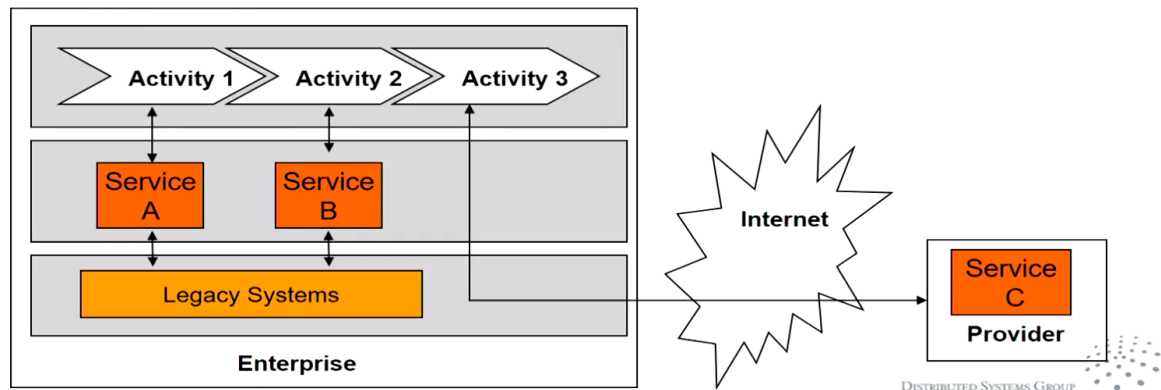 Activity 1
Activity 2
Activity 3
Service
A
Service
B
Legacy Systems
Enterprise
Internet
Service
C
Provider
DISTRIBUTED SYSTEMS GROUP